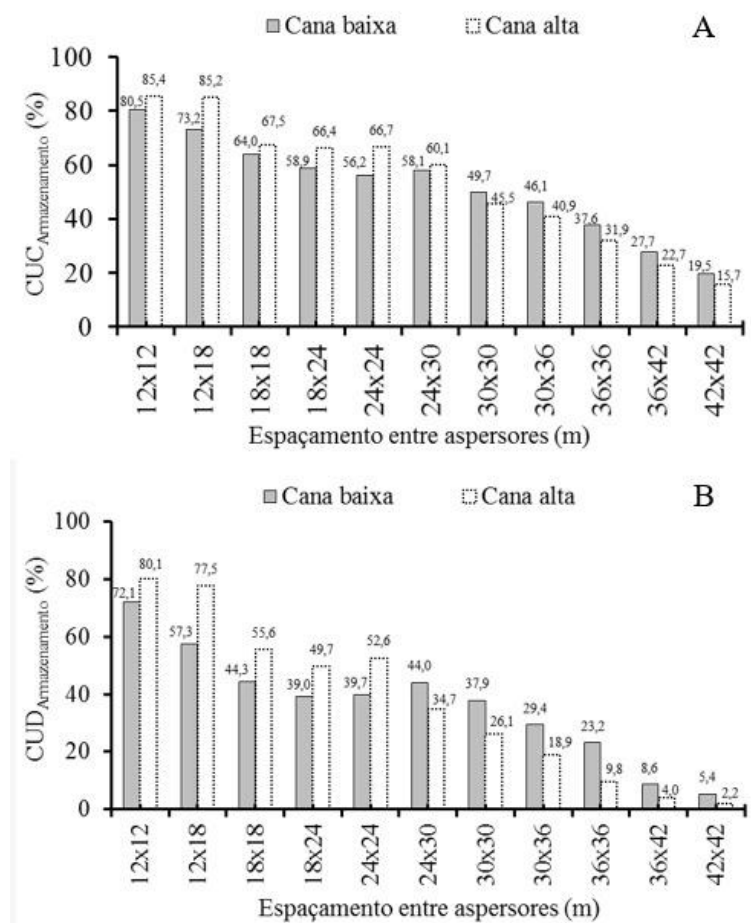 Cana baixa Cana alta A
CUC Armazenamento (%)
100
80
60
40
20
0
80,5 85,4 73,2 85,2 64,0 67,5 58,9 66,4 56,2 66,7 58,1 60,1 49,7 45,5 46,1 40,9 37,6 31,9 27,7 22,7 19,5 15,7
12x12 12x18 18x18 18x24 24x24 24x30 30x30 30x36 36x36 36x42 42x42
Espaçamento entre aspersores (m)
Cana baixa Cana alta B
CUD Armazenamento (%)
100
80
60
40
20
0
72,1 80,1 57,3 77,5 44,3 55,6 39,0 49,7 39,7 52,6 44,0 34,7 37,9 26,1 29,4 18,9 23,2 9,8 8,6 4,0 5,4 2,2
12x12 12x18 18x18 18x24 24x24 24x30 30x30 30x36 36x36 36x42 42x42
Espaçamento entre aspersores (m)